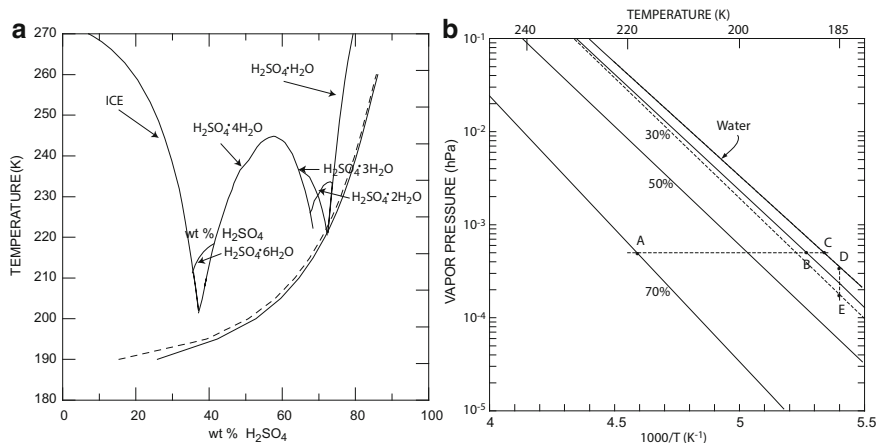 a
270
260
250
240
230
220
210
200
190
180
TEMPERATURE(K)
0
20
40
60
80
100
wt % H₂SO₄
ICE
H₂SO₄·4H₂O
H₂SO₄·H₂O
H₂SO₄·3H₂O
H₂SO₄·2H₂O
wt % H₂SO₄
H₂SO₄·6H₂O
b
TEMPERATURE (K)
240
220
200
185
10⁻¹
10⁻²
10⁻³
10⁻⁴
10⁻⁵
VAPOR PRESSURE (hPa)
Water
30%
50%
70%
A
B
C
D
E
4
4.5
5
5.5
1000/T (K⁻¹)